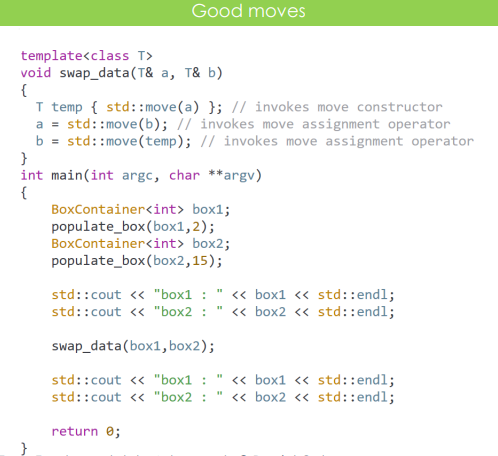 Good moves
template<class T>
void swap_data(T& a, T& b)
{
  T temp { std::move(a) }; // invokes move constructor
  a = std::move(b); // invokes move assignment operator
  b = std::move(temp); // invokes move assignment operator
}
int main(int argc, char **argv)
{
    BoxContainer<int> box1;
    populate_box(box1,2);
    BoxContainer<int> box2;
    populate_box(box2,15);
    std::cout << "box1 : " << box1 << std::endl;
    std::cout << "box2 : " << box2 << std::endl;
    swap_data(box1,box2);
    std::cout << "box1 : " << box1 << std::endl;
    std::cout << "box2 : " << box2 << std::endl;
    return 0;
}